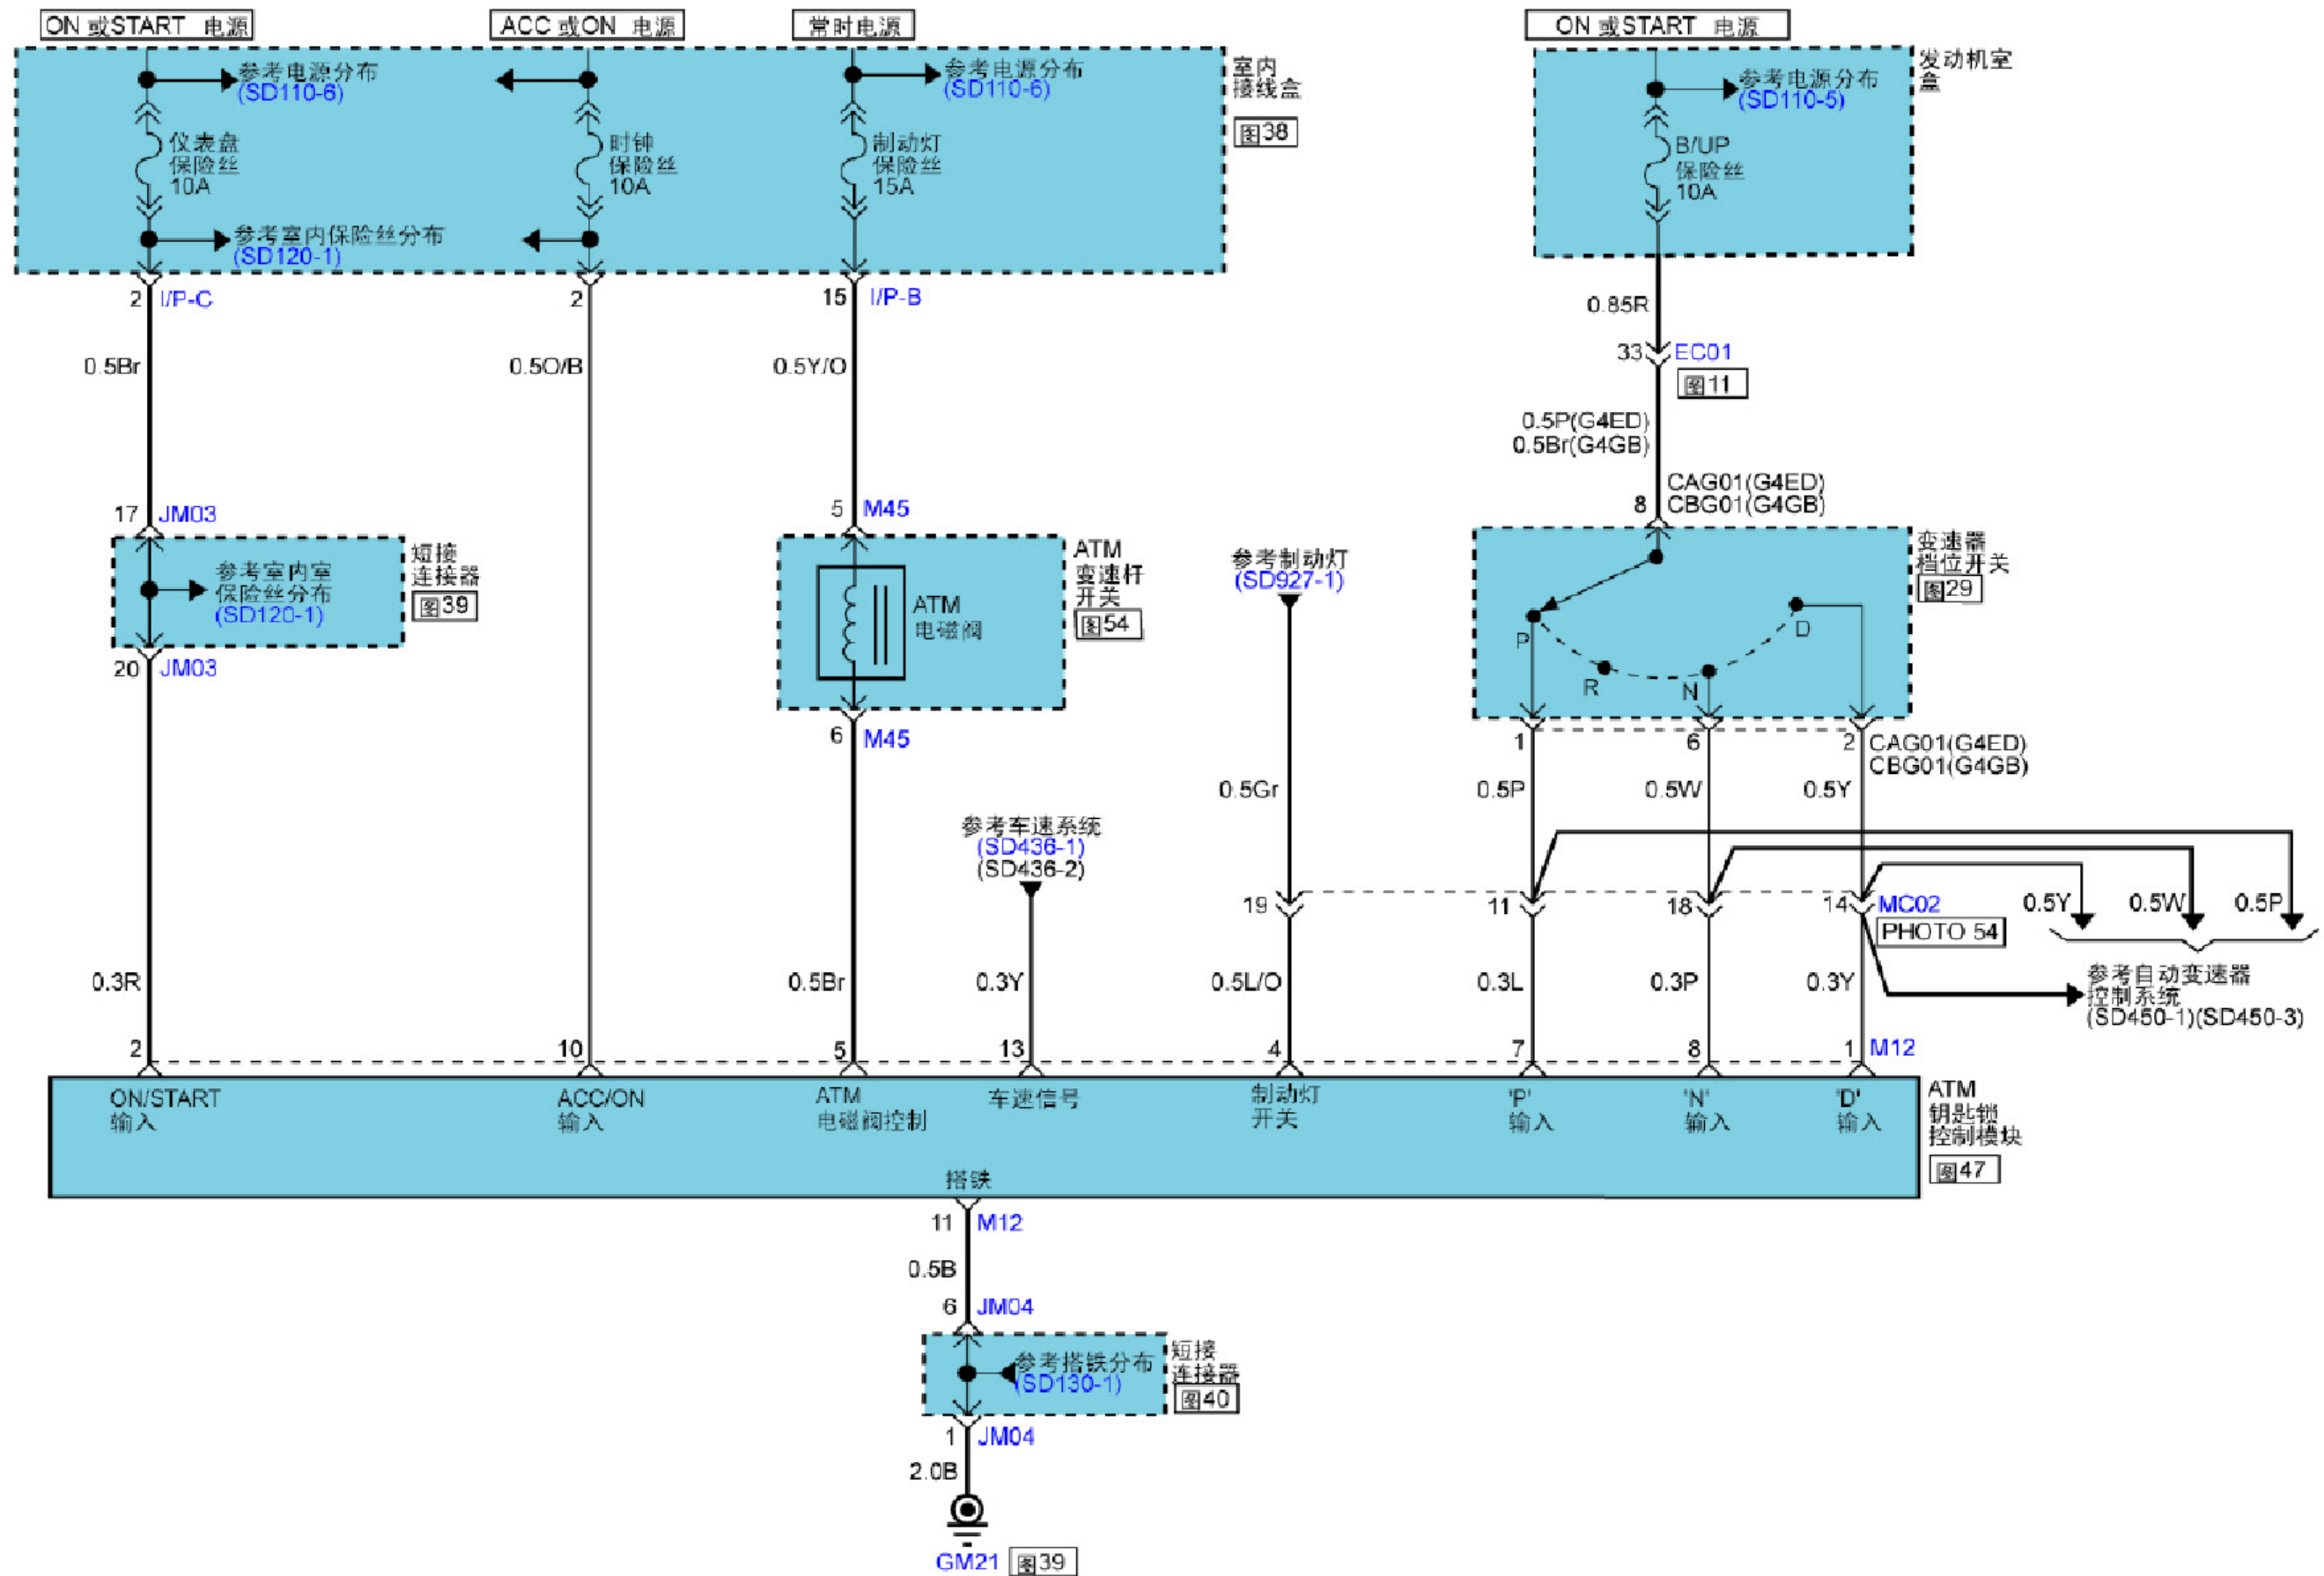 ON 或START 电源
ACC 或ON 电源
常时电源
ON 或START 电源
参考电源分布
(SD110-6)
参考电源分布
(SD110-6)
室内
接线盒
图38
参考电源分布
(SD110-5)
发动机室
盒
仪表盘
保险丝
10A
时钟
保险丝
10A
制动灯
保险丝
15A
B/UP
保险丝
10A
参考室内保险丝分布
(SD120-1)
2 I/P-C
2
15 I/P-B
0.85R
33 EC01
图11
0.5Br
0.5O/B
0.5Y/O
0.5P(G4ED)
0.5Br(G4GB)
17 JM03
5 M45
8
CAG01(G4ED)
CBG01(G4GB)
参考室内室
保险丝分布
(SD120-1)
短接
连接器
图39
ATM
电磁阀
ATM
变速杆
开关
图54
参考制动灯
(SD927-1)
P
R
N
D
变速器
档位开关
图29
20 JM03
6 M45
1
6
2
CAG01(G4ED)
CBG01(G4GB)
0.5Gr
0.5P
0.5W
0.5Y
参考车速系统
(SD436-1)
(SD436-2)
19
11
18
14 MC02
PHOTO 54
0.5Y
0.5W
0.5P
参考自动变速器
控制系统
(SD450-1)(SD450-3)
0.3R
0.5Br
0.3Y
0.5L/O
0.3L
0.3P
0.3Y
2
10
5
13
4
7
8
1 M12
ON/START
输入
ACC/ON
输入
ATM
电磁阀控制
车速信号
制动灯
开关
'P'
输入
'N'
输入
'D'
输入
ATM
钥匙锁
控制模块
图47
搭铁
11 M12
0.5B
6 JM04
参考搭铁分布
(SD130-1)
短接
连接器
图40
1 JM04
2.0B
GM21 图39